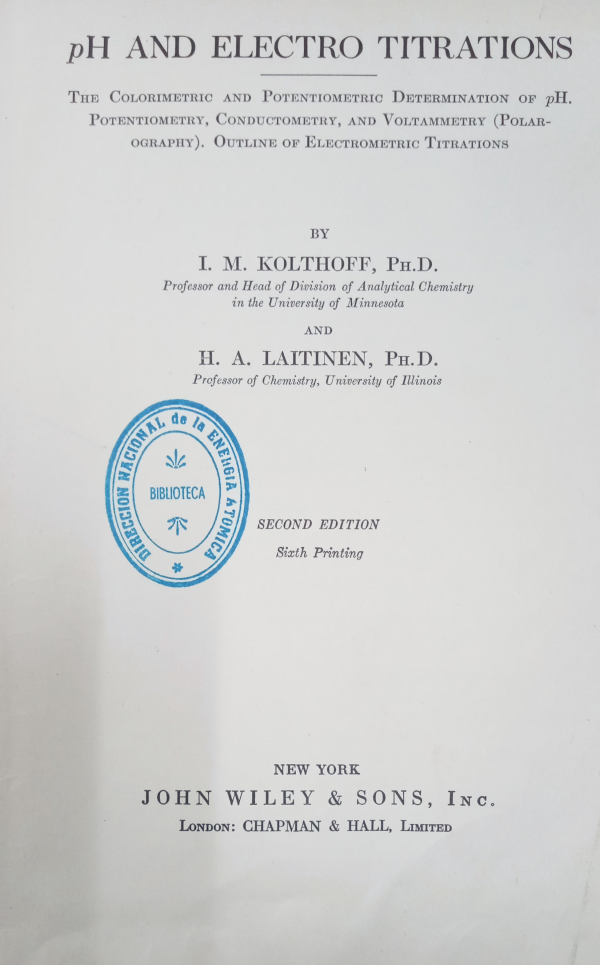 pH AND ELECTRO TITRATIONS
The Colorimetric and Potentiometric Determination of pH.
Potentiometry, Conductometry, and Voltammetry (Polar-
ography). Outline of Electrometric Titrations
BY
I. M. KOLTHOFF, Ph.D.
Professor and Head of Division of Analytical Chemistry
in the University of Minnesota
AND
H. A. LAITINEN, Ph.D.
Professor of Chemistry, University of Illinois
DIRECCION NACIONAL de la ENERGIA ATOMICA
BIBLIOTECA
SECOND EDITION
Sixth Printing
NEW YORK
JOHN WILEY & SONS, Inc.
London: CHAPMAN & HALL, Limited